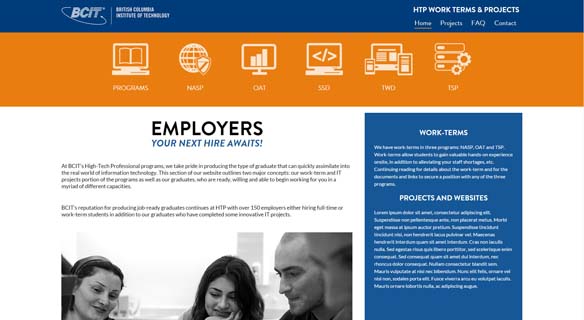 BCIT
BRITISH COLUMBIA
INSTITUTE OF TECHNOLOGY
HTP WORK TERMS & PROJECTS
Home Projects FAQ Contact
PROGRAMS NASP OAT SSD TWD TSP
EMPLOYERS
YOUR NEXT HIRE AWAITS!
At BCIT's High-Tech Professional programs, we take pride in producing the type of graduate that can quickly assimilate into
the real world of information technology. This section of our website outlines two major concepts: our work-term and IT
projects portion of the programs as well as our graduates, who are ready, willing and able to begin working for you in a
myriad of different capacities.
BCIT's reputation for producing job-ready graduates continues at HTP with over 150 employers either hiring full-time or
work-term students in addition to our graduates who have completed some innovative IT projects.
WORK-TERMS
We have work-terms in three programs: NASP, OAT and TSP.
Work-terms allow students to gain valuable hands-on experience
onsite, in addition to alleviating your staff shortages, etc.
Continuing reading for details about the work-term and for the
documents and links to secure a position with any of the three
programs.
PROJECTS AND WEBSITES
Lorem ipsum dolor sit amet, consectetur adipiscing elit.
Suspendisse non pellentesque ante, non placerat metus. Morbi
eget massa at ipsum auctor pretium. Suspendisse tincidunt
tincidunt nisi, non hendrerit lacus pulvinar vel. Maecenas
hendrerit interdum quam sit amet interdum. Cras non iaculis
nulla. Sed egestas risus quis libero porttitor, sed scelerisque enim
consequat. Sed consequat quam sit amet dui interdum, nec
rhoncus dolor consequat. Nullam consectetur blandit sem.
Mauris vulputate at nisi nec bibendum. Nunc elit felis, ornare vel
nisi non, sodales porta elit. Fusce viverra arcu eu volutpat iaculis.
Mauris ornare lobortis nulla, ac adipiscing augue.